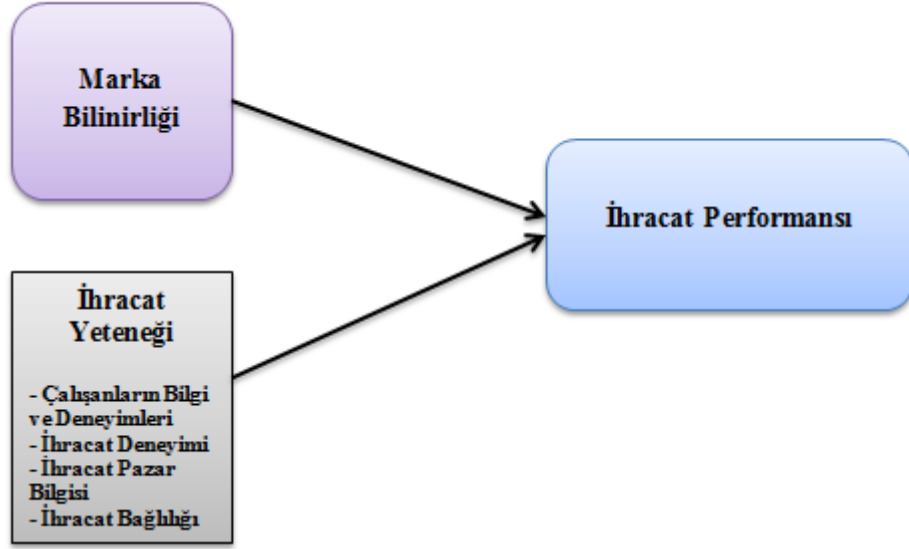 Marka
Bilinirliği
İhracat Performansı
İhracat
Yeteneği
- Çalışanların Bilgi
ve Deneyimleri
- İhracat Deneyimi
- İhracat Pazar
Bilgisi
- İhracat Bağlılığı